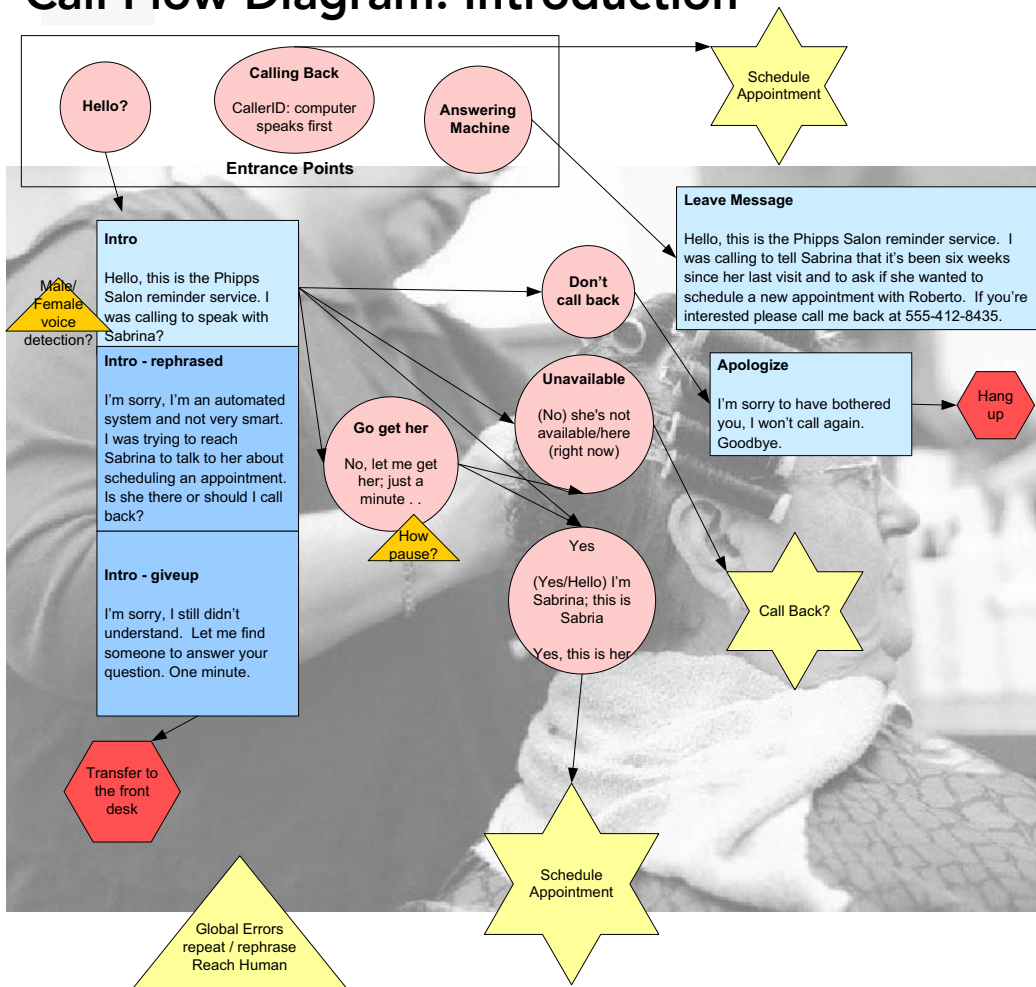 Call Flow Diagram: Introduction
Hello?
Calling Back
CallerID: computer
speaks first
Answering
Machine
Entrance Points
Schedule
Appointment
Intro
Hello, this is the Phipps
Salon reminder service. I
was calling to speak with
Sabrina?
Male/
Female
voice
detection?
Intro - rephrased
I'm sorry, I'm an automated
system and not very smart.
I was trying to reach
Sabrina to talk to her about
scheduling an appointment.
Is she there or should I call
back?
Intro - giveup
I'm sorry, I still didn't
understand.  Let me find
someone to answer your
question. One minute.
Transfer to
the front
desk
Go get her
No, let me get
her; just a
minute . .
How
pause?
Don't
call back
Unavailable
(No) she's not
available/here
(right now)
Yes
(Yes/Hello) I'm
Sabrina; this is
Sabria
Yes, this is her
Leave Message
Hello, this is the Phipps Salon reminder service.  I
was calling to tell Sabrina that it's been six weeks
since her last visit and to ask if she wanted to
schedule a new appointment with Roberto.  If you're
interested please call me back at 555-412-8435.
Apologize
I'm sorry to have bothered
you, I won't call again.
Goodbye.
Hang
up
Call Back?
Schedule
Appointment
Global Errors
repeat / rephrase
Reach Human